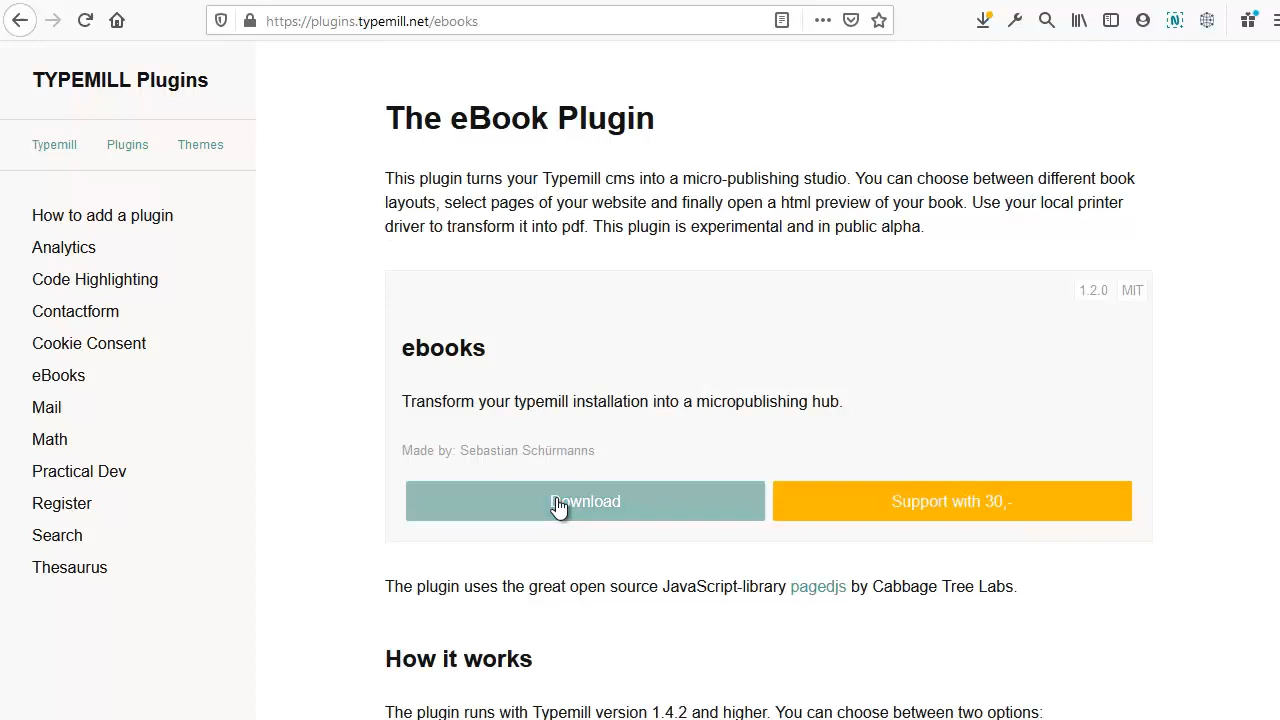 https://plugins.typemill.net/ebooks
TYPEMILL Plugins
Typemill Plugins Themes
How to add a plugin
Analytics
Code Highlighting
Contactform
Cookie Consent
eBooks
Mail
Math
Practical Dev
Register
Search
Thesaurus
The eBook Plugin
This plugin turns your Typemill cms into a micro-publishing studio. You can choose between different book
layouts, select pages of your website and finally open a html preview of your book. Use your local printer
driver to transform it into pdf. This plugin is experimental and in public alpha.
1.2.0 MIT
ebooks
Transform your typemill installation into a micropublishing hub.
Made by: Sebastian Schürmanns
Download
Support with 30,-
The plugin uses the great open source JavaScript-library pagedjs by Cabbage Tree Labs.
How it works
The plugin runs with Typemill version 1.4.2 and higher. You can choose between two options: